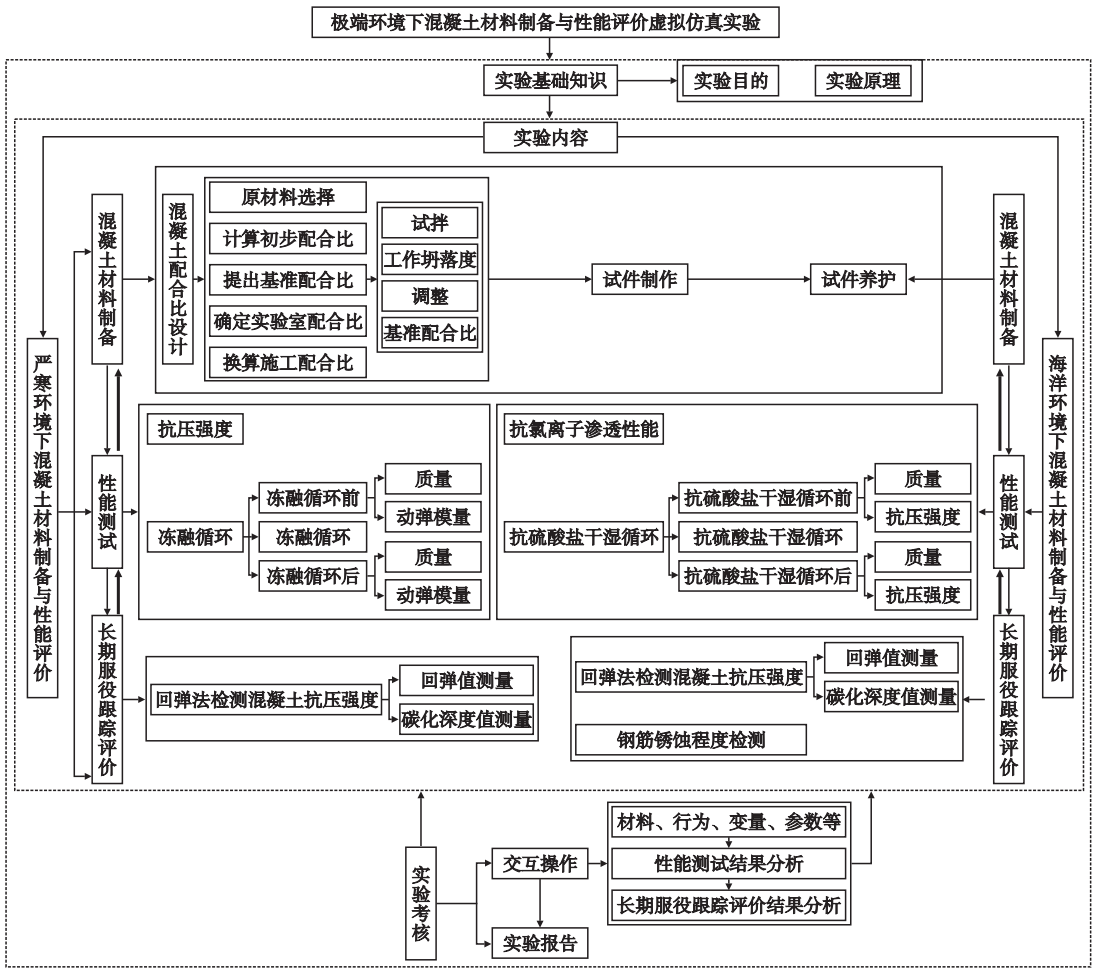 极端环境下混凝土材料制备与性能评价虚拟仿真实验
实验基础知识
实验目的
实验原理
实验内容
严寒环境下混凝土材料制备与性能评价
混凝土材料制备
混凝土配合比设计
原材料选择
计算初步配合比
提出基准配合比
确定实验室配合比
换算施工配合比
试拌
工作坍落度
调整
基准配合比
试件制作
试件养护
混凝土材料制备
海洋环境下混凝土材料制备与性能评价
性能测试
抗压强度
冻融循环
冻融循环前
冻融循环
冻融循环后
质量
动弹模量
质量
动弹模量
抗氯离子渗透性能
抗硫酸盐干湿循环
抗硫酸盐干湿循环前
抗硫酸盐干湿循环
抗硫酸盐干湿循环后
质量
抗压强度
质量
抗压强度
性能测试
长期服役跟踪评价
回弹法检测混凝土抗压强度
回弹值测量
碳化深度值测量
回弹法检测混凝土抗压强度
回弹值测量
碳化深度值测量
钢筋锈蚀程度检测
长期服役跟踪评价
实验考核
交互操作
实验报告
材料、行为、变量、参数等
性能测试结果分析
长期服役跟踪评价结果分析